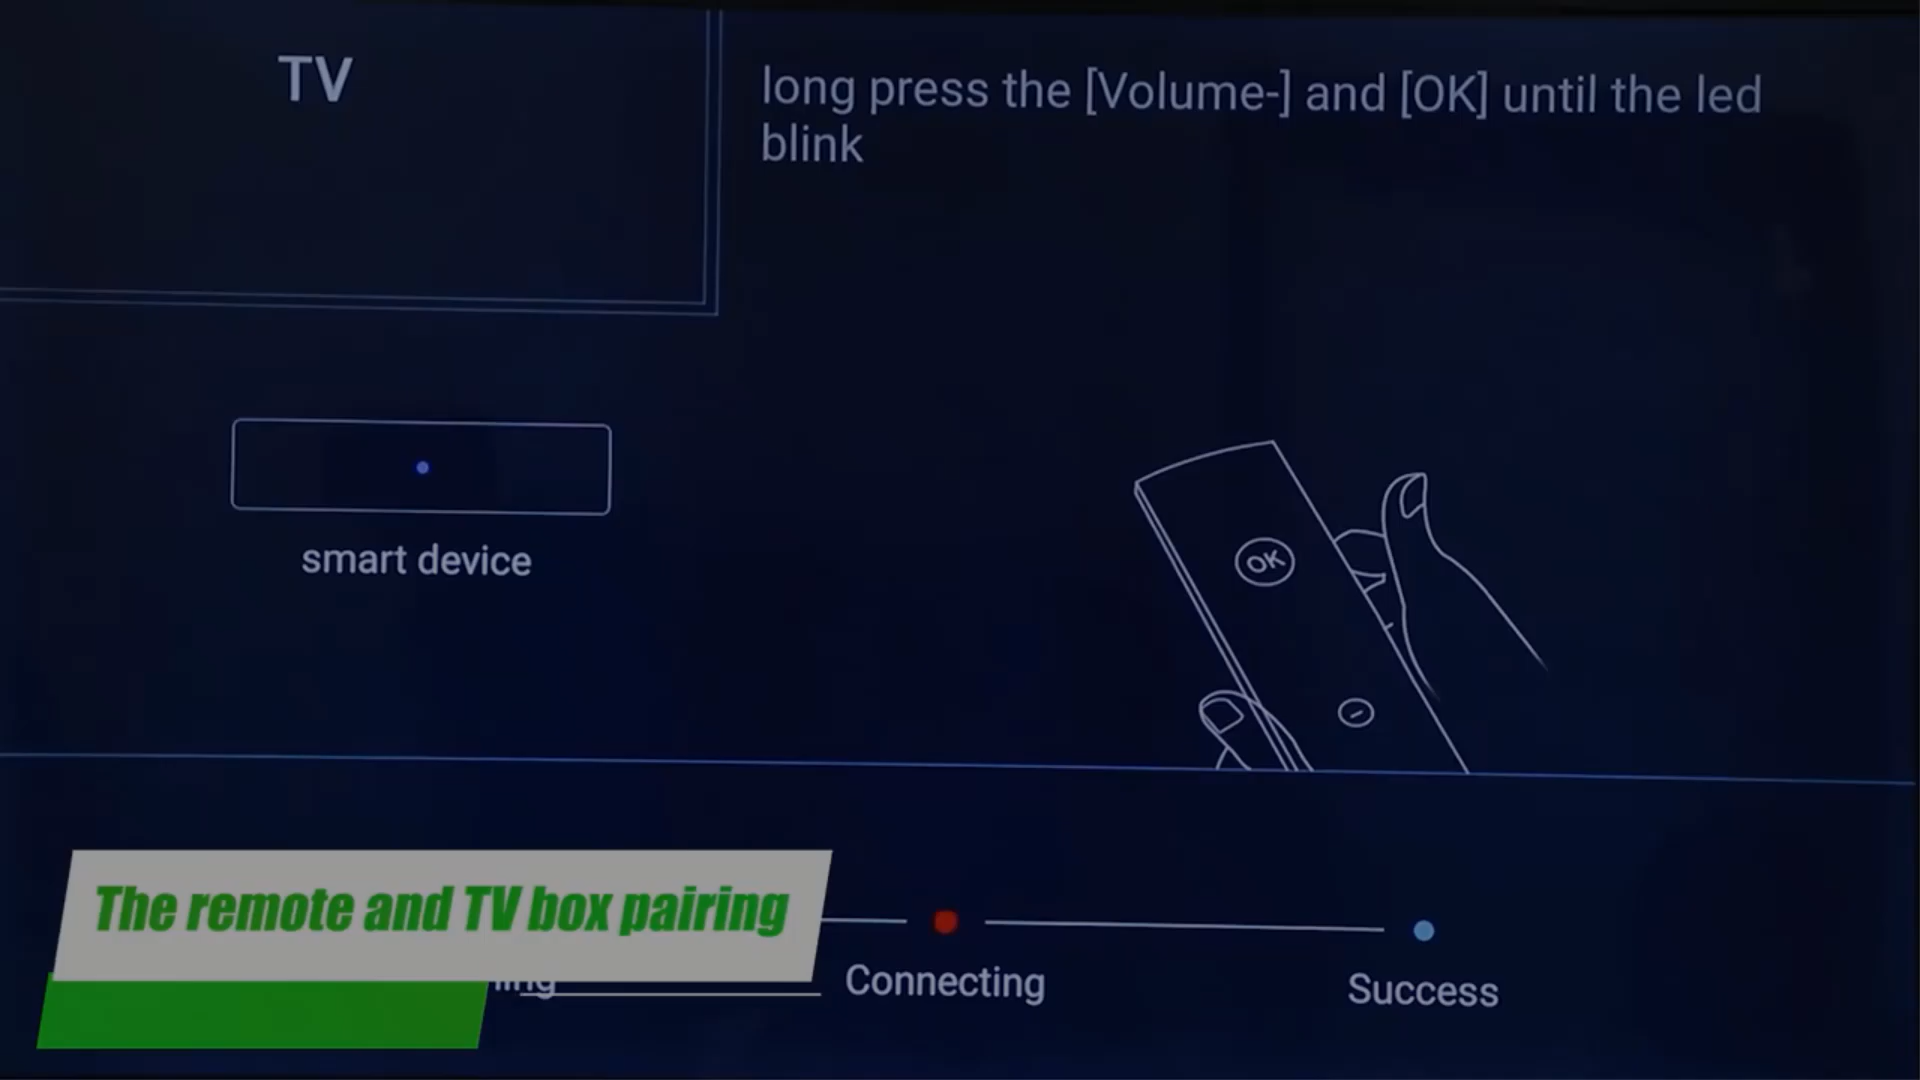 TV
long press the [Volume-] and [OK] until the led
blink
smart device
OK
The remote and TV box pairing
Connecting
Success